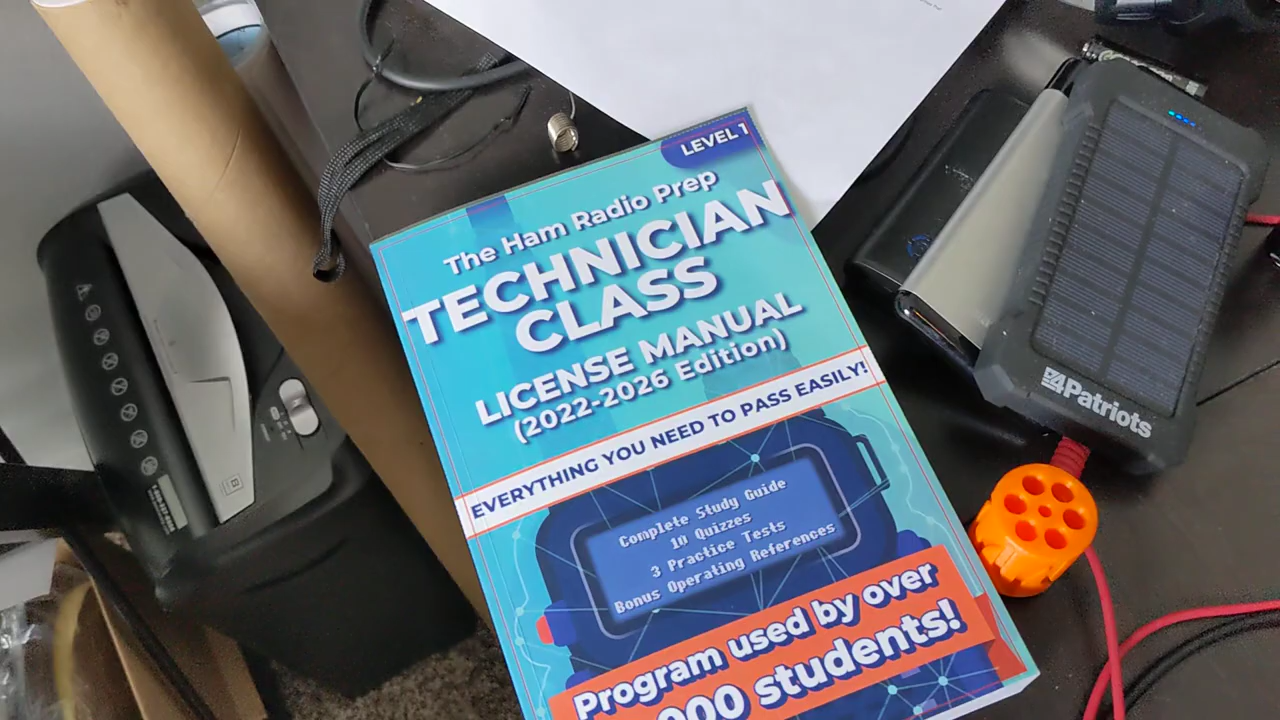 LEVEL 1
The Ham Radio Prep
TECHNICIAN
CLASS
LICENSE MANUAL
(2022-2026 Edition)
EVERYTHING YOU NEED TO PASS EASILY!
Complete Study Guide
10 Quizzes
3 Practice Tests
Bonus Operating References
Program used by over
000 students!
4Patriots